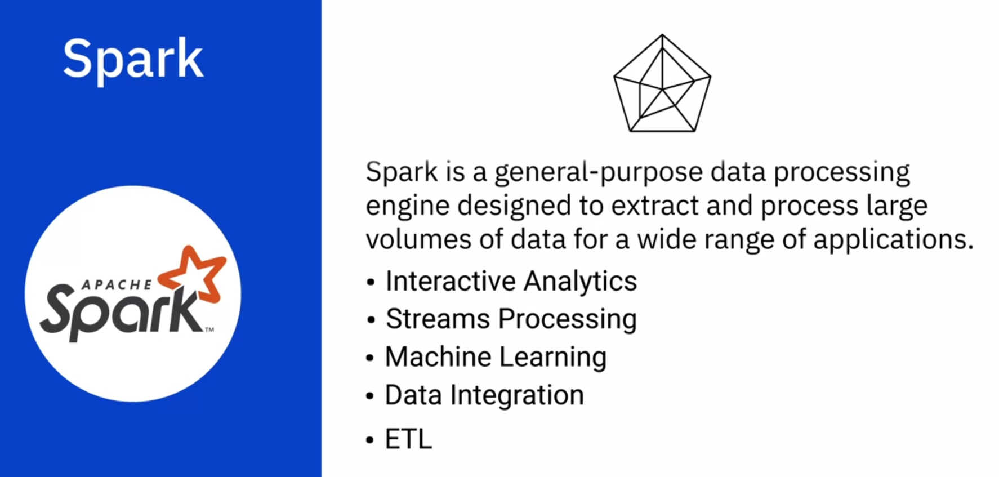 Spark
APACHE
Spark™
Spark is a general-purpose data processing
engine designed to extract and process large
volumes of data for a wide range of applications.
• Interactive Analytics
• Streams Processing
• Machine Learning
• Data Integration
• ETL